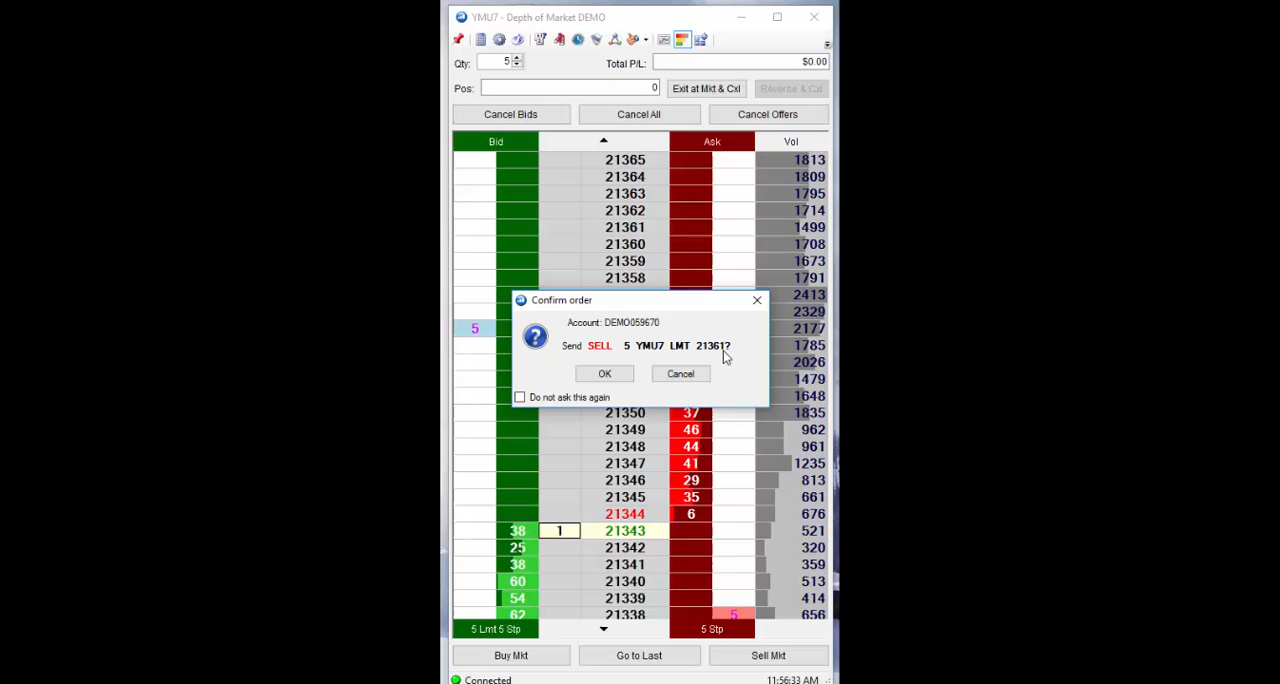 YMU7 - Depth of Market DEMO
Qty: 5 Total P/L: $0.00
Pos: 0 Exit at Mkt & Cxl Reverse & Cxl
Cancel Bids Cancel All Cancel Offers
Bid Ask Vol
21365 1813
21364 1809
21363 1795
21362 1714
21361 1499
21360 1708
21359 1673
21358 1791
2413
2329
5 2177
1785
2026
1479
1648
Confirm order
Account: DEMO059670
Send SELL 5 YMU7 LMT 21361?
OK Cancel
Do not ask this again
21350 37 1835
21349 46 962
21348 44 961
21347 41 1235
21346 29 813
21345 35 661
21344 6 676
38 1 21343 521
25 21342 320
38 21341 359
60 21340 513
54 21339 414
62 21338 5 656
5 Lmt 5 Stp 5 Stp
Buy Mkt Go to Last Sell Mkt
Connected 11:56:33 AM